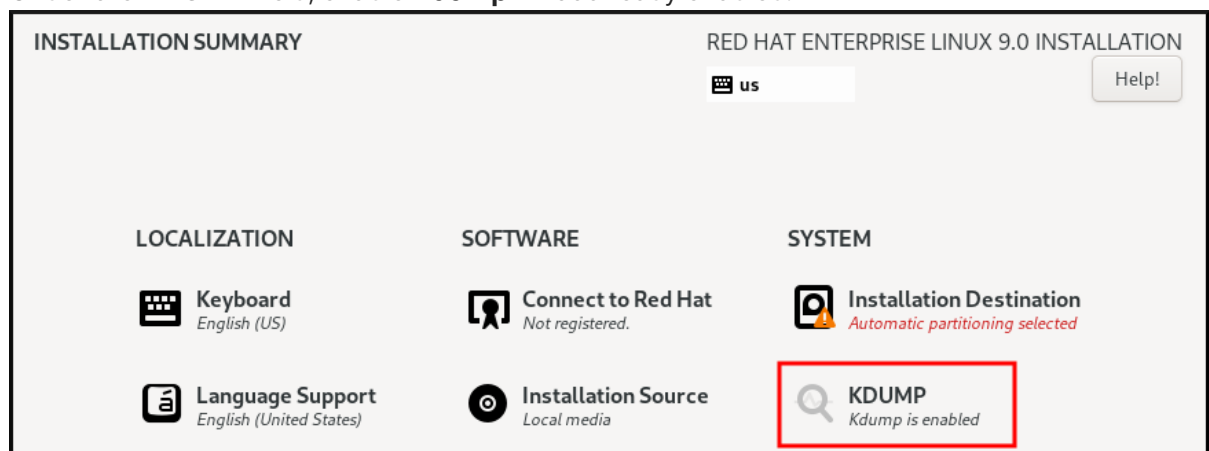 INSTALLATION SUMMARY
RED HAT ENTERPRISE LINUX 9.0 INSTALLATION
us
Help!
LOCALIZATION
SOFTWARE
SYSTEM
Keyboard
English (US)
Connect to Red Hat
Not registered.
Installation Destination
Automatic partitioning selected
Language Support
English (United States)
Installation Source
Local media
KDUMP
Kdump is enabled